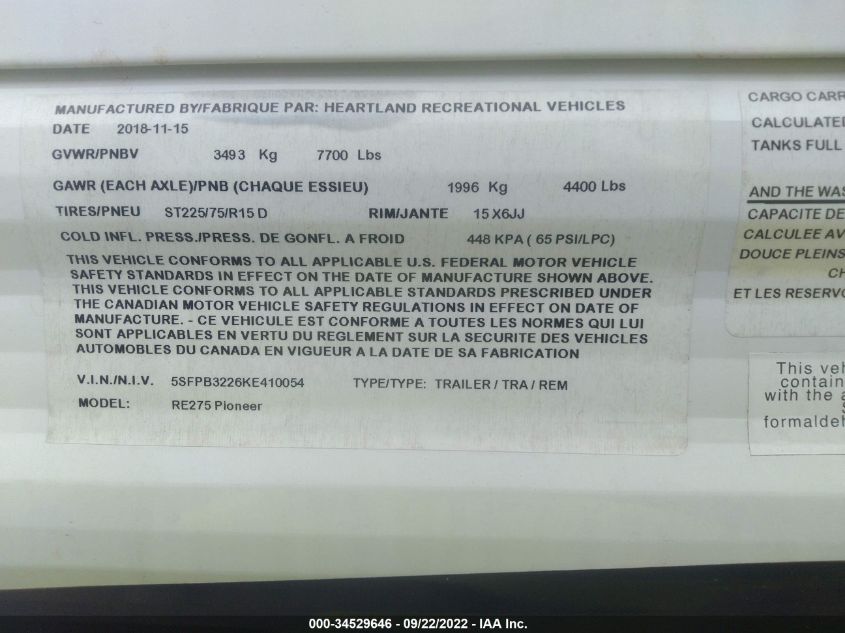 MANUFACTURED BY/FABRIQUE PAR: HEARTLAND RECREATIONAL VEHICLES
DATE 2018-11-15
GVWR/PNBV 3493 Kg 7700 Lbs
GAWR (EACH AXLE)/PNB (CHAQUE ESSIEU) 1996 Kg 4400 Lbs
TIRES/PNEU ST225/75/R15 D RIM/JANTE 15 X6JJ
COLD INFL. PRESS./PRESS. DE GONFL. A FROID 448 KPA ( 65 PSI/LPC)
THIS VEHICLE CONFORMS TO ALL APPLICABLE U.S. FEDERAL MOTOR VEHICLE
SAFETY STANDARDS IN EFFECT ON THE DATE OF MANUFACTURE SHOWN ABOVE.
THIS VEHICLE CONFORMS TO ALL APPLICABLE STANDARDS PRESCRIBED UNDER
THE CANADIAN MOTOR VEHICLE SAFETY REGULATIONS IN EFFECT ON DATE OF
MANUFACTURE. - CE VEHICULE EST CONFORME A TOUTES LES NORMES QUI LUI
SONT APPLICABLES EN VERTU DU REGLEMENT SUR LA SECURITE DES VEHICLES
AUTOMOBILES DU CANADA EN VIGUEUR A LA DATE DE SA FABRICATION
V.I.N./N.I.V. 5SFPB3226KE410054 TYPE/TYPE: TRAILER / TRA / REM
MODEL: RE275 Pioneer
CARGO CARR
CALCULATED
TANKS FULL
AND THE WAS
CAPACITE DE
CALCULEE AV
DOUCE PLEINS
CH
ET LES RESERVO
This veh
contain
with the a
S
formaldeh
000-34529646 - 09/22/2022 - IAA Inc.